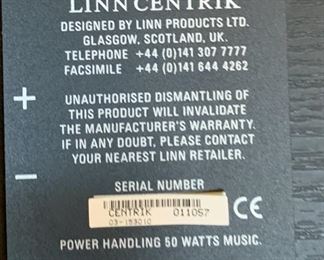 LINN CENTRIK
DESIGNED BY LINN PRODUCTS LTD.
GLASGOW, SCOTLAND, UK.
TELEPHONE +44 (0)141 307 7777
FACSIMILE +44 (0)141 644 4262
+
UNAUTHORISED DISMANTLING OF
THIS PRODUCT WILL INVALIDATE
THE MANUFACTURER'S WARRANTY.
IF IN ANY DOUBT, PLEASE CONTACT
YOUR NEAREST LINN RETAILER.
−
SERIAL NUMBER
CENTRIK 011057
03-153010
CE
POWER HANDLING 50 WATTS MUSIC.